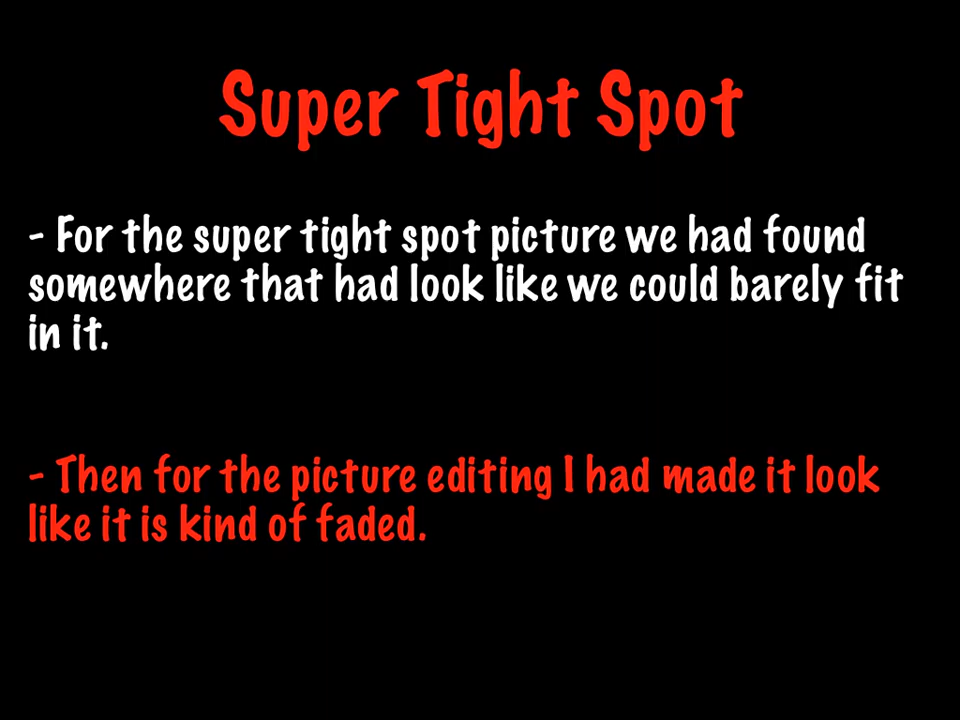 Super Tight Spot
- For the super tight spot picture we had found
somewhere that had look like we could barely fit
in it.
- Then for the picture editing I had made it look
like it is kind of faded.